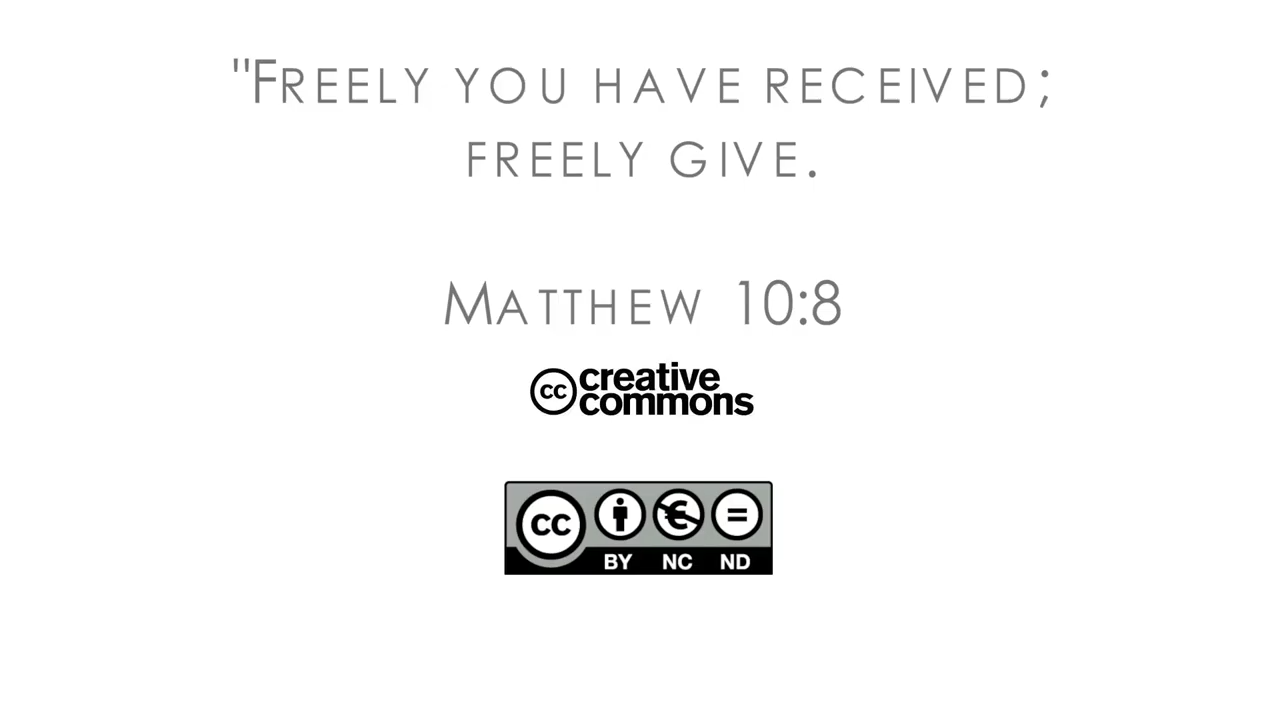 "FREELY YOU HAVE RECEIVED;
FREELY GIVE.
MATTHEW 10:8
cc creative
commons
cc BY NC ND